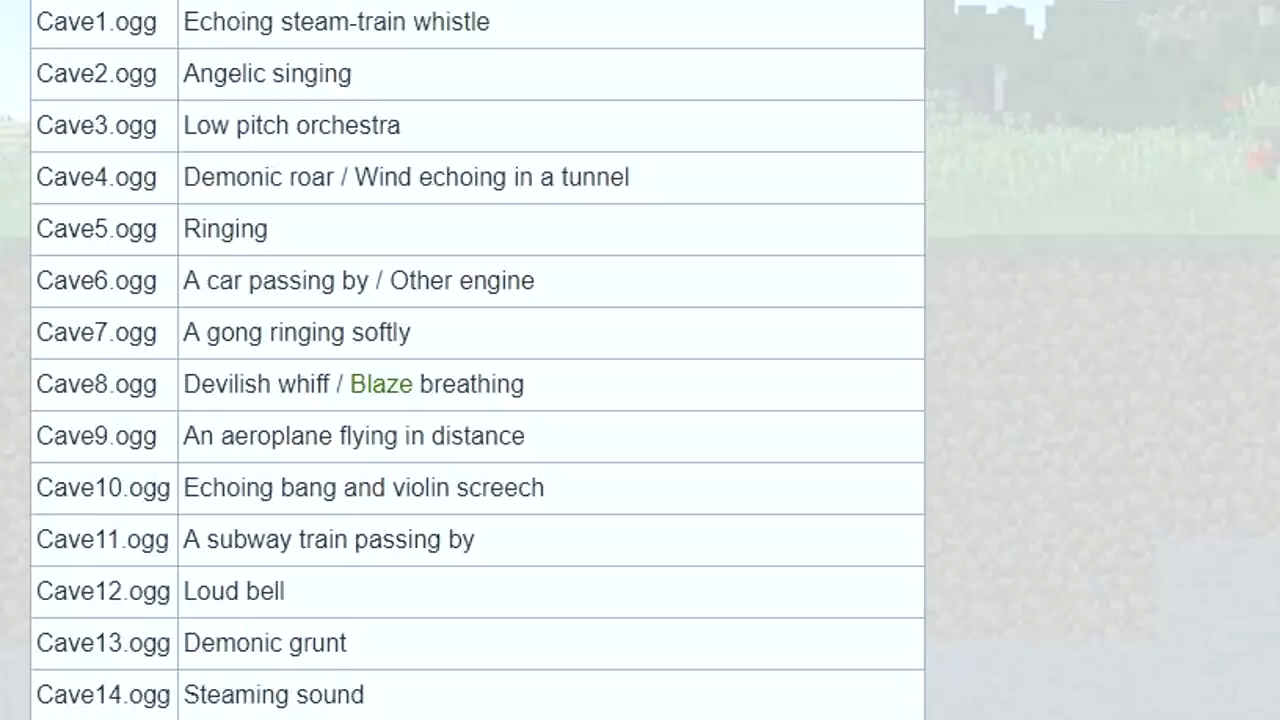 Cave1.ogg Echoing steam-train whistle
Cave2.ogg Angelic singing
Cave3.ogg Low pitch orchestra
Cave4.ogg Demonic roar / Wind echoing in a tunnel
Cave5.ogg Ringing
Cave6.ogg A car passing by / Other engine
Cave7.ogg A gong ringing softly
Cave8.ogg Devilish whiff / Blaze breathing
Cave9.ogg An aeroplane flying in distance
Cave10.ogg Echoing bang and violin screech
Cave11.ogg A subway train passing by
Cave12.ogg Loud bell
Cave13.ogg Demonic grunt
Cave14.ogg Steaming sound